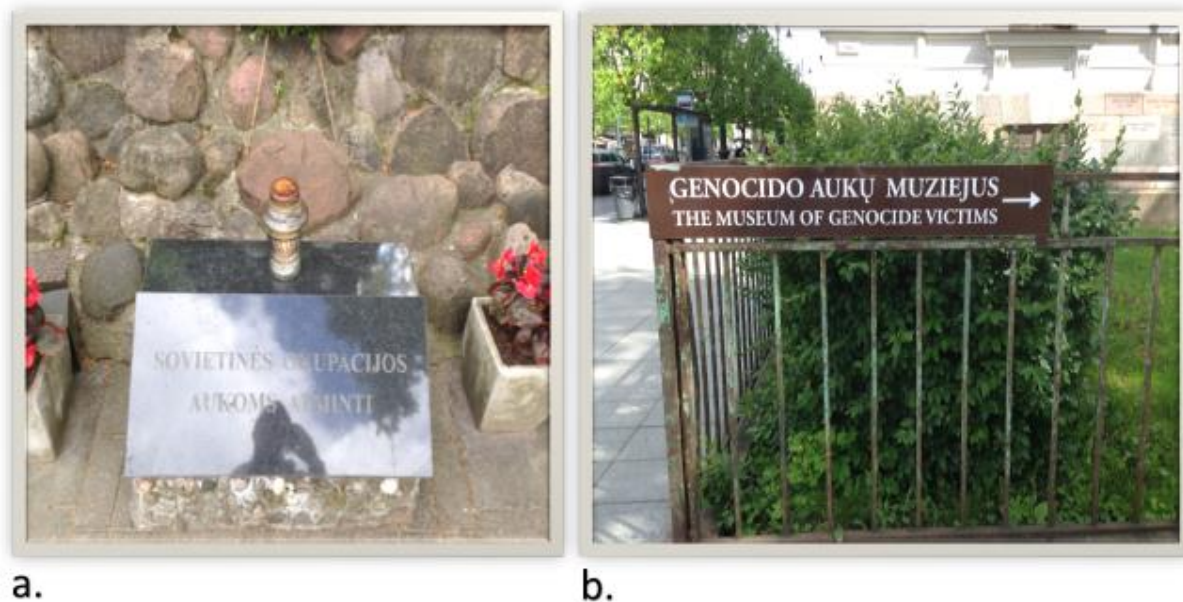 SOVIETINĖS OKUPACIJOS
AUKOMS ATMINTI
a.
GENOCIDO AUKŲ MUZIEJUS
THE MUSEUM OF GENOCIDE VICTIMS
b.